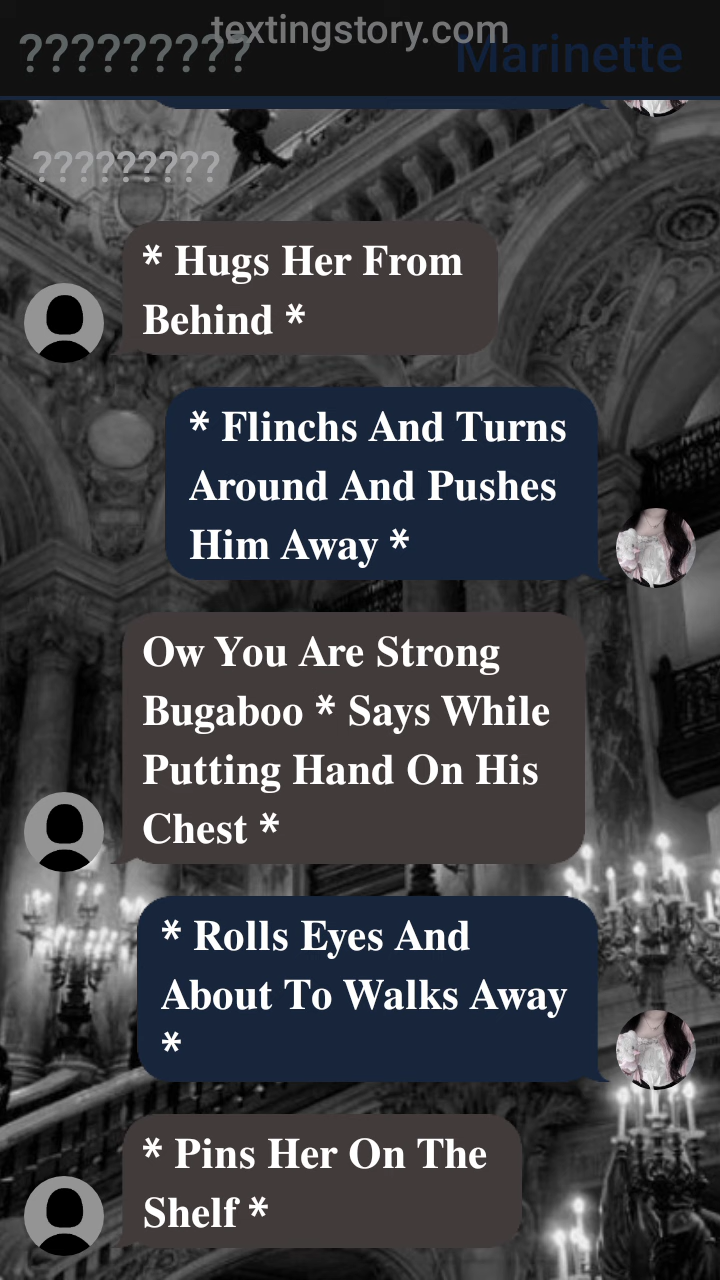 textingstory.com
????????? Marinette
?????????
* Hugs Her From
Behind *
* Flinchs And Turns
Around And Pushes
Him Away *
Ow You Are Strong
Bugaboo * Says While
Putting Hand On His
Chest *
* Rolls Eyes And
About To Walks Away
*
* Pins Her On The
Shelf *